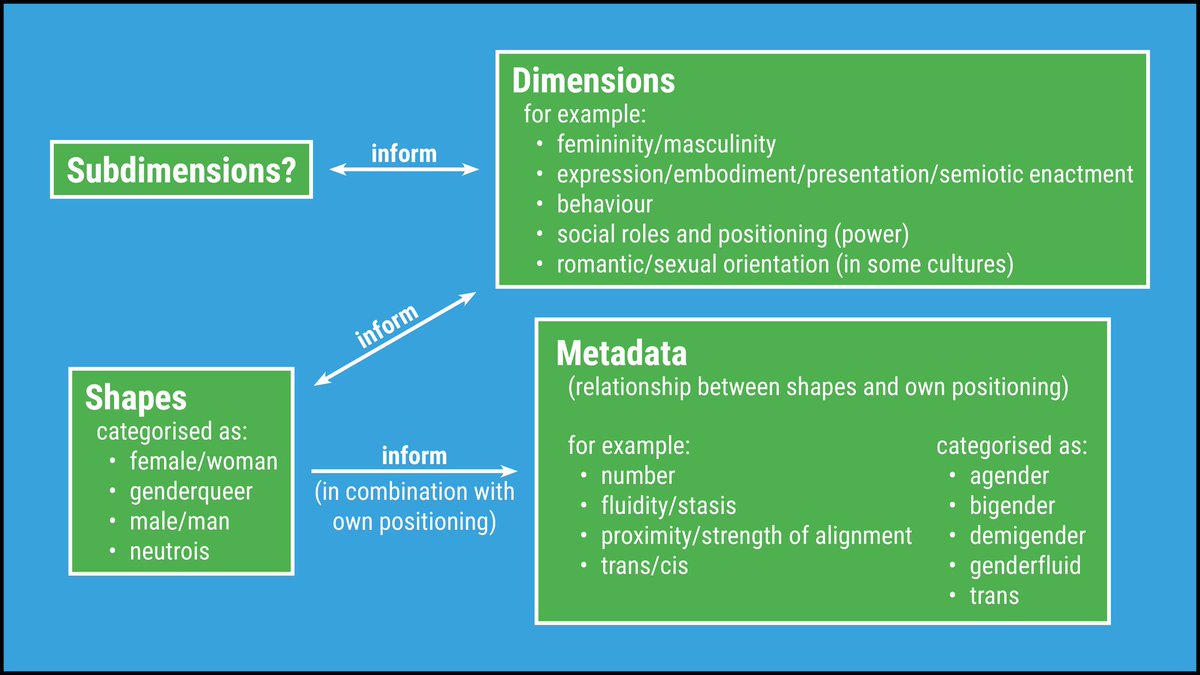 Dimensions
for example:
• femininity/masculinity
• expression/embodiment/presentation/semiotic enactment
• behaviour
• social roles and positioning (power)
• romantic/sexual orientation (in some cultures)
Subdimensions?
inform
inform
Shapes
categorised as:
• female/woman
• genderqueer
• male/man
• neutrois
inform
(in combination with
own positioning)
Metadata
(relationship between shapes and own positioning)
for example:
• number
• fluidity/stasis
• proximity/strength of alignment
• trans/cis
categorised as:
• agender
• bigender
• demigender
• genderfluid
• trans